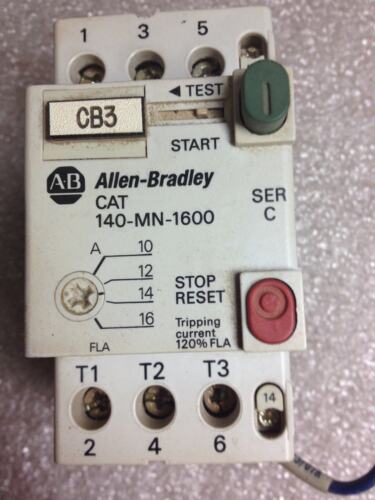 1 3 5
◄ TEST
CB3
START
AB Allen-Bradley
CAT
140-MN-1600
SER
C
A 10
12
14
16
FLA
STOP
RESET
Tripping
current
120% FLA
T1 T2 T3
14
2 4 6